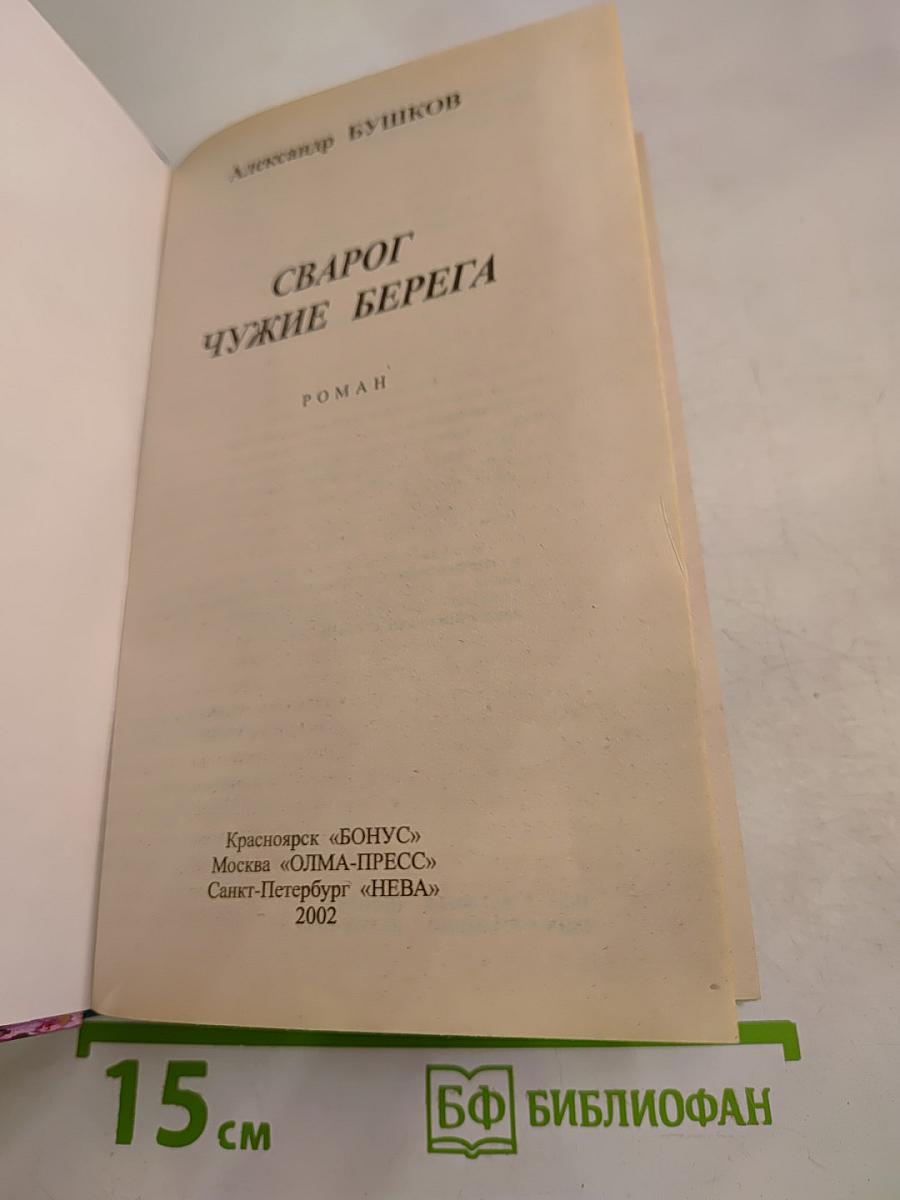 Александр БУШКОВ
СВАРОГ
ЧУЖИЕ БЕРЕГА
РОМАН
Красноярск «БОНУС»
Москва «ОЛМА-ПРЕСС»
Санкт-Петербург «НЕВА»
2002
15 см
БФ БИБЛИОФАН